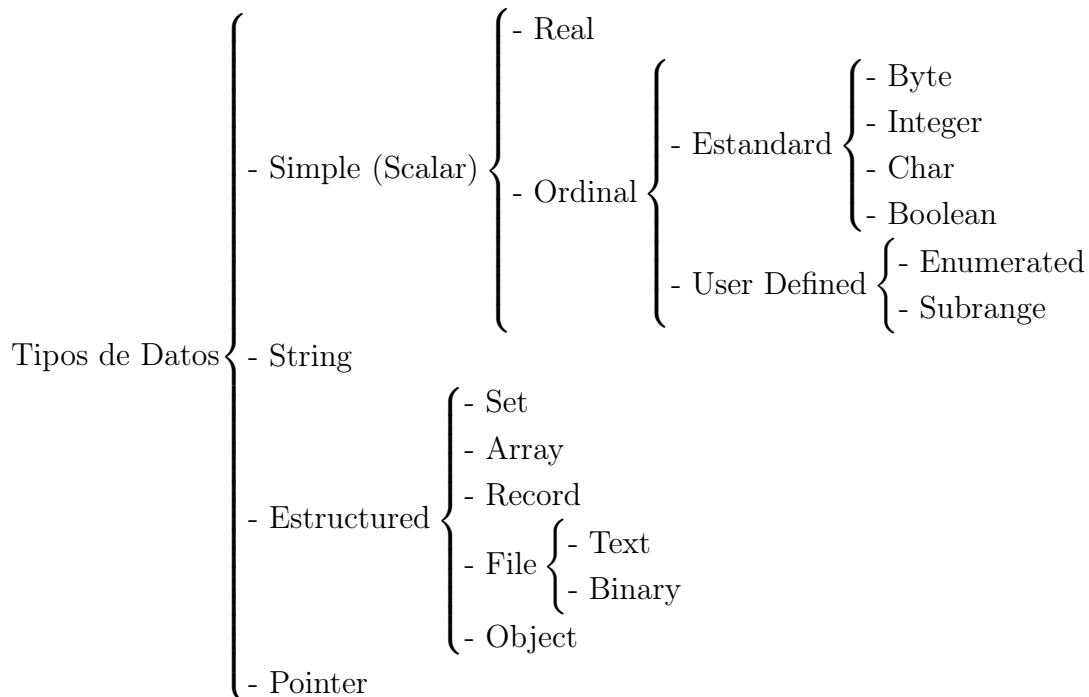 Tipos de Datos
- Simple (Scalar)
- Real
- Ordinal
- Estandard
- Byte
- Integer
- Char
- Boolean
- User Defined
- Enumerated
- Subrange
- String
- Estructured
- Set
- Array
- Record
- File
- Text
- Binary
- Object
- Pointer